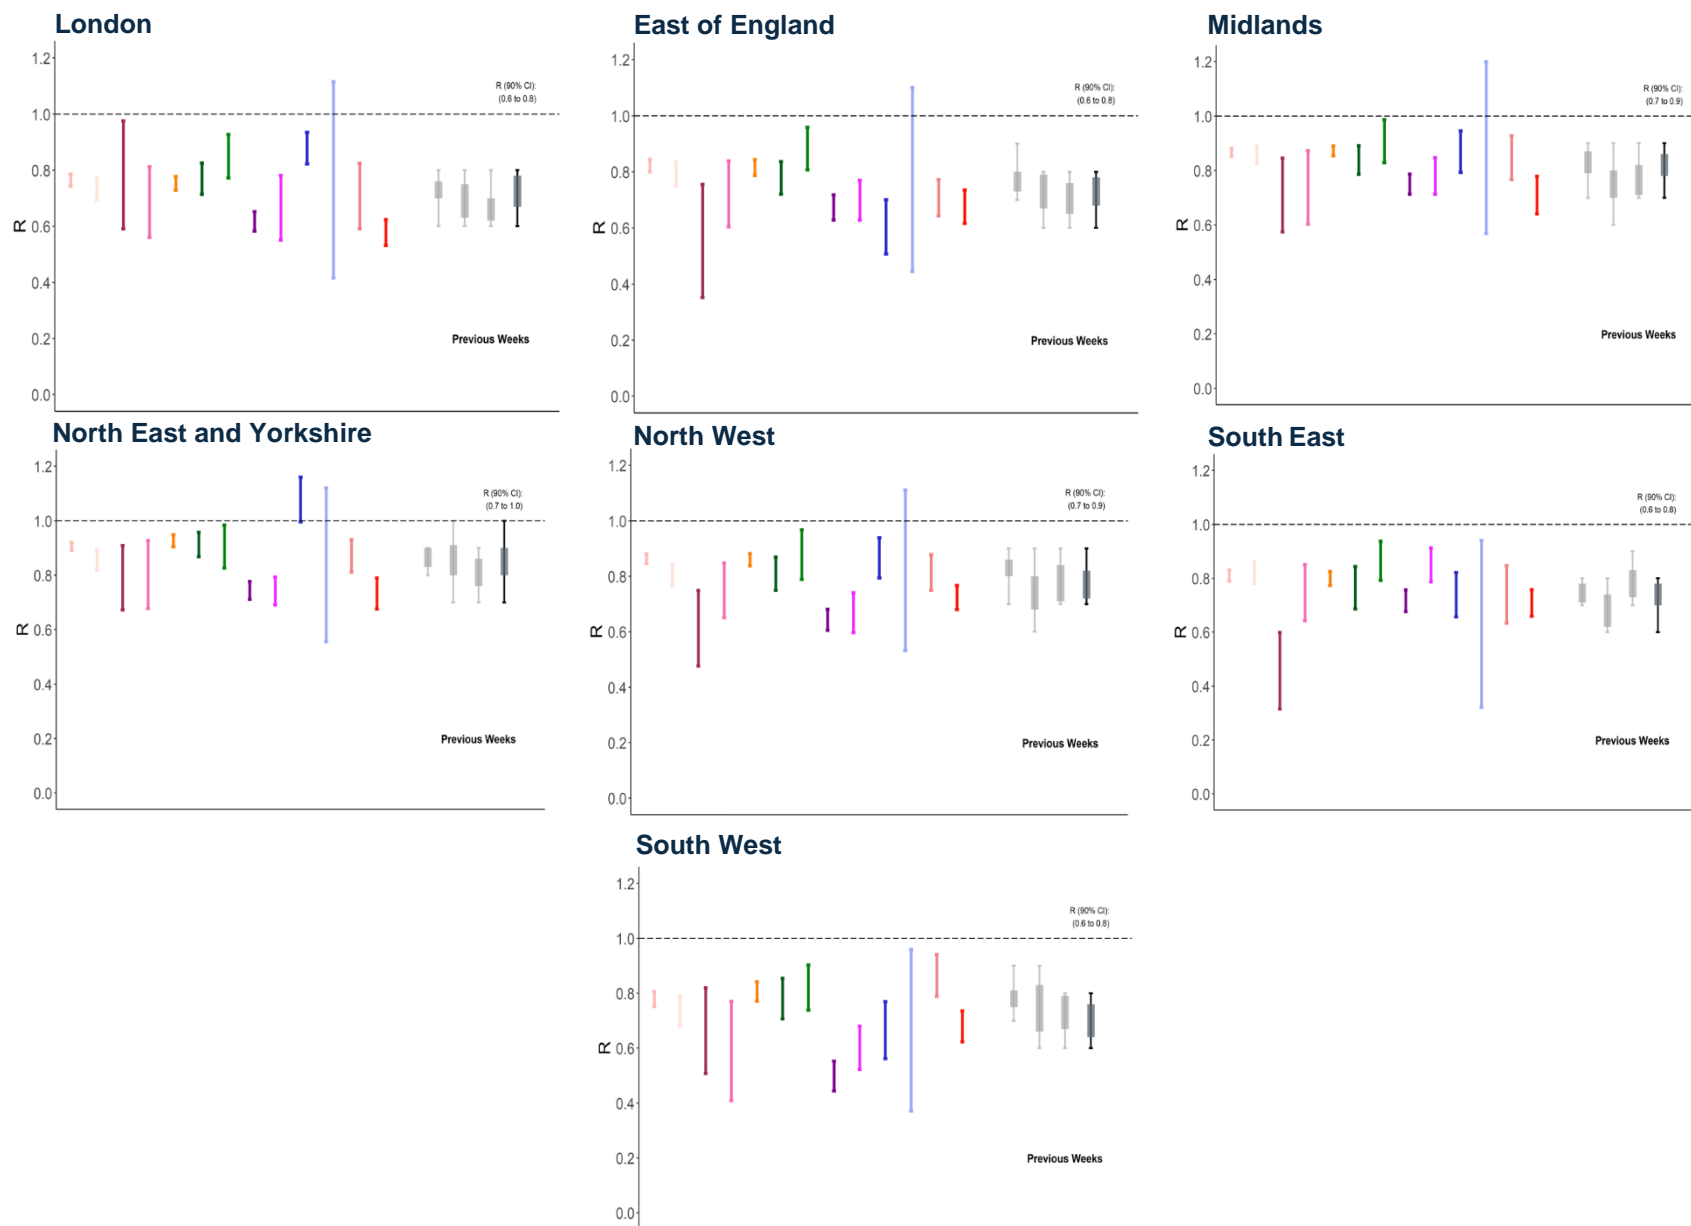 London
1.2
1.0
0.8
0.6
0.4
0.2
0.0
R
R (90% CI):
(0.6 to 0.8)
Previous Weeks
East of England
1.2
1.0
0.8
0.6
0.4
0.2
0.0
R
R (90% CI):
(0.6 to 0.8)
Previous Weeks
Midlands
1.2
1.0
0.8
0.6
0.4
0.2
0.0
R
R (90% CI):
(0.7 to 0.9)
Previous Weeks
North East and Yorkshire
1.2
1.0
0.8
0.6
0.4
0.2
0.0
R
R (90% CI):
(0.7 to 1.0)
Previous Weeks
North West
1.2
1.0
0.8
0.6
0.4
0.2
0.0
R
R (90% CI):
(0.7 to 0.9)
Previous Weeks
South East
1.2
1.0
0.8
0.6
0.4
0.2
0.0
R
R (90% CI):
(0.6 to 0.8)
Previous Weeks
South West
1.2
1.0
0.8
0.6
0.4
0.2
0.0
R
R (90% CI):
(0.6 to 0.8)
Previous Weeks